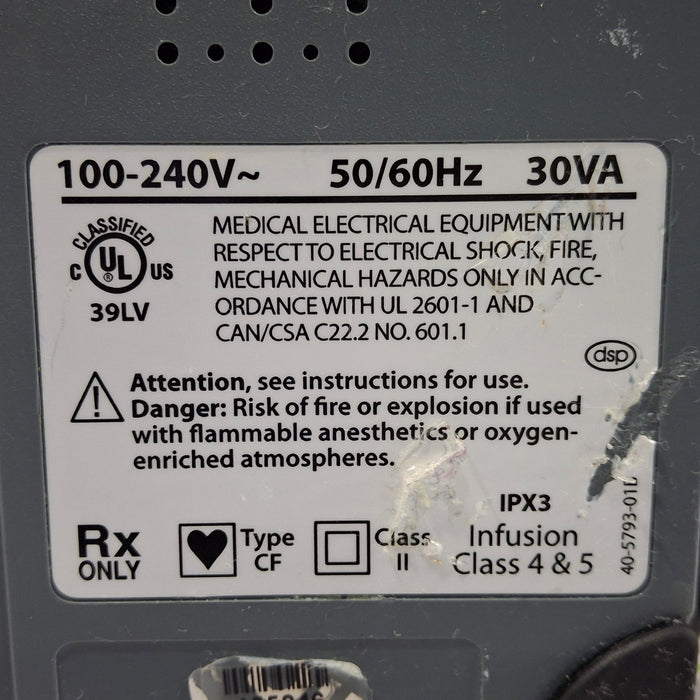 100-240V~ 50/60Hz 30VA
CLASSIFIED
C UL ® US
39LV
MEDICAL ELECTRICAL EQUIPMENT WITH
RESPECT TO ELECTRICAL SHOCK, FIRE,
MECHANICAL HAZARDS ONLY IN ACC-
ORDANCE WITH UL 2601-1 AND
CAN/CSA C22.2 NO. 601.1
dsp
! Attention, see instructions for use.
Danger: Risk of fire or explosion if used
with flammable anesthetics or oxygen-
enriched atmospheres.
Rx
ONLY
Type
CF
Class
II
IPX3
Infusion
Class 4 & 5